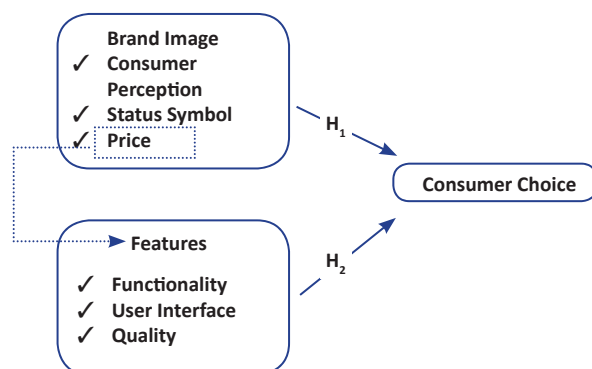 Brand Image
✓ Consumer
Perception
✓ Status Symbol
✓ Price
H1
Consumer Choice
Features
H2
✓ Functionality
✓ User Interface
✓ Quality